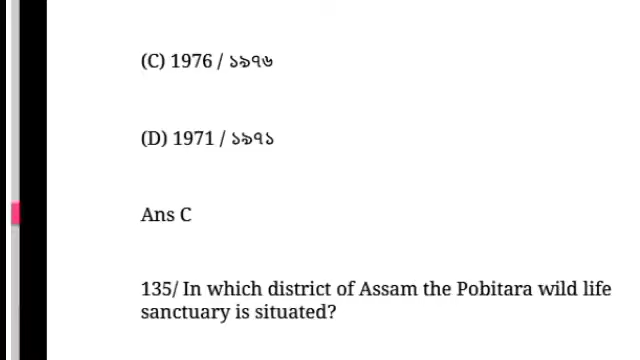 (C) 1976 / ১৯৭৬
(D) 1971 / ১৯৭১
Ans C
135/ In which district of Assam the Pobitara wild life
sanctuary is situated?